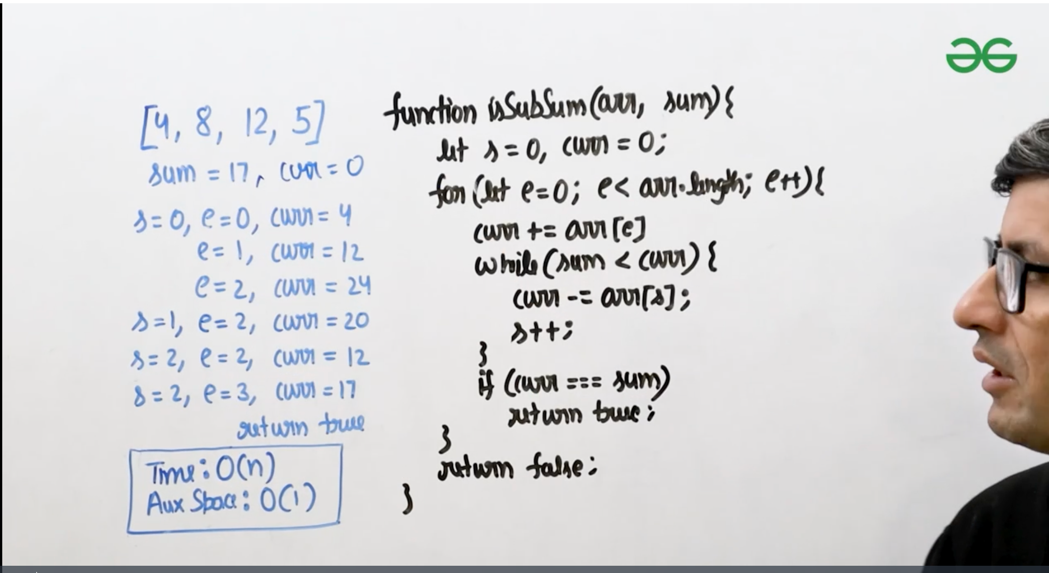 [4, 8, 12, 5]
sum = 17, curr = 0
s=0, e=0, curr = 4
e=1, curr = 12
e=2, curr = 24
s=1, e=2, curr = 20
s=2, e=2, curr = 12
s=2, e=3, curr = 17
return true
Time: O(n)
Aux Space: O(1)
function isSubSum(arr, sum){
let s=0, curr=0;
for (let e=0; e< arr.length; e++){
curr += arr[e]
while(sum < curr){
curr -= arr[s];
s++;
}
if (curr === sum)
return true;
}
return false;
}